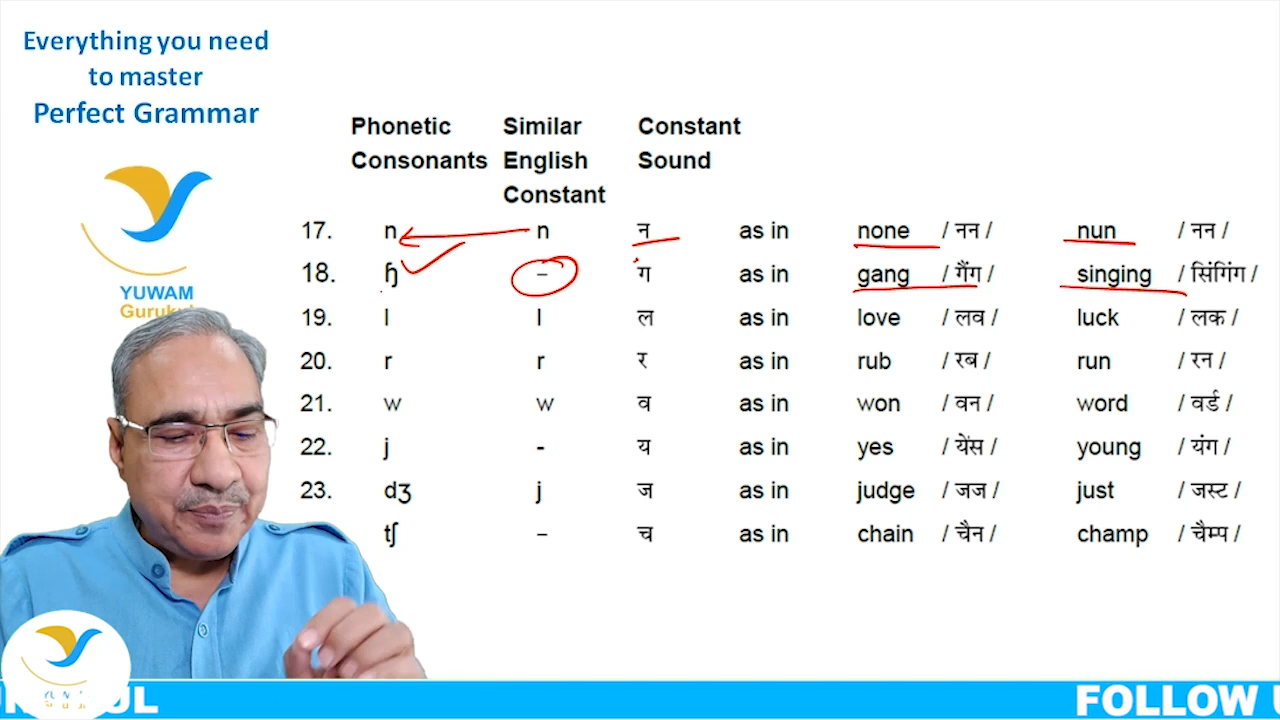 Everything you need
to master
Perfect Grammar
YUWAM
Phonetic Consonants Similar English Constant Constant Sound
17. n n न as in none / नन / nun / नन /
18. ɧ – ंग as in gang / गैंग singing / सिंगिंग /
19. l l ल as in love / लव / luck / लक /
20. r r र as in rub / रब / run / रन /
21. w w व as in won / वन / word / वर्ड /
22. j - य as in yes / येंस / young / यंग /
23. dʒ j ज as in judge / जज / just / जस्ट /
tʃ – च as in chain / चैन / champ / चैम्प /
FOLLOW